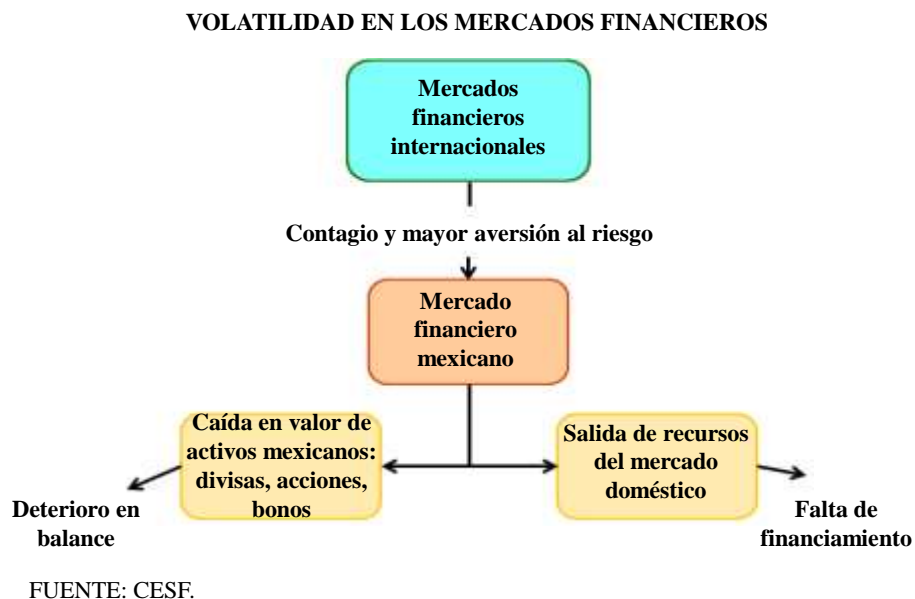 VOLATILIDAD EN LOS MERCADOS FINANCIEROS
Mercados
financieros
internacionales
Contagio y mayor aversión al riesgo
Mercado
financiero
mexicano
Caída en valor de
activos mexicanos:
divisas, acciones,
bonos
Salida de recursos
del mercado
doméstico
Deterioro en
balance
Falta de
financiamiento
FUENTE: CESF.